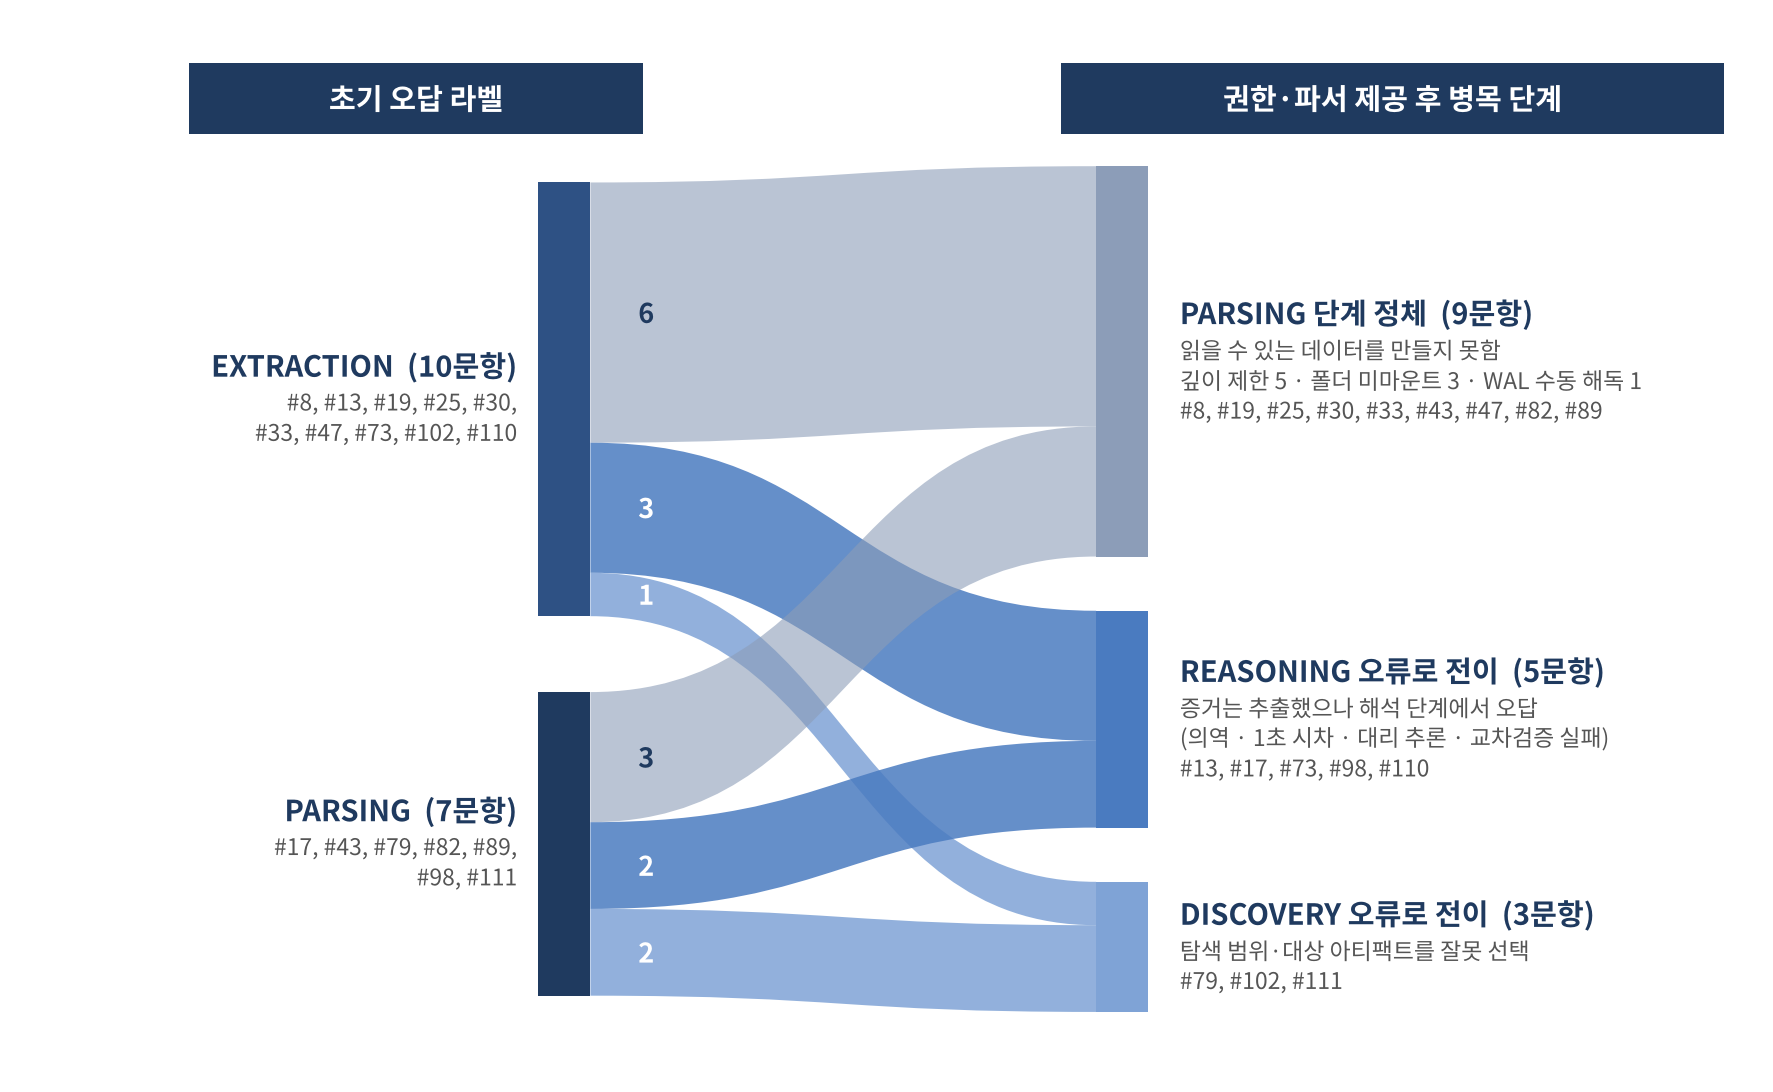 초기 오답 라벨
권한·파서 제공 후 병목 단계
EXTRACTION (10문항)
#8, #13, #19, #25, #30,
#33, #47, #73, #102, #110
PARSING (7문항)
#17, #43, #79, #82, #89,
#98, #111
6
3
1
3
2
2
PARSING 단계 정체 (9문항)
읽을 수 있는 데이터를 만들지 못함
깊이 제한 5 · 폴더 미마운트 3 · WAL 수동 해독 1
#8, #19, #25, #30, #33, #43, #47, #82, #89
REASONING 오류로 전이 (5문항)
증거는 추출했으나 해석 단계에서 오답
(의역 · 1초 시차 · 대리 추론 · 교차검증 실패)
#13, #17, #73, #98, #110
DISCOVERY 오류로 전이 (3문항)
탐색 범위·대상 아티팩트를 잘못 선택
#79, #102, #111